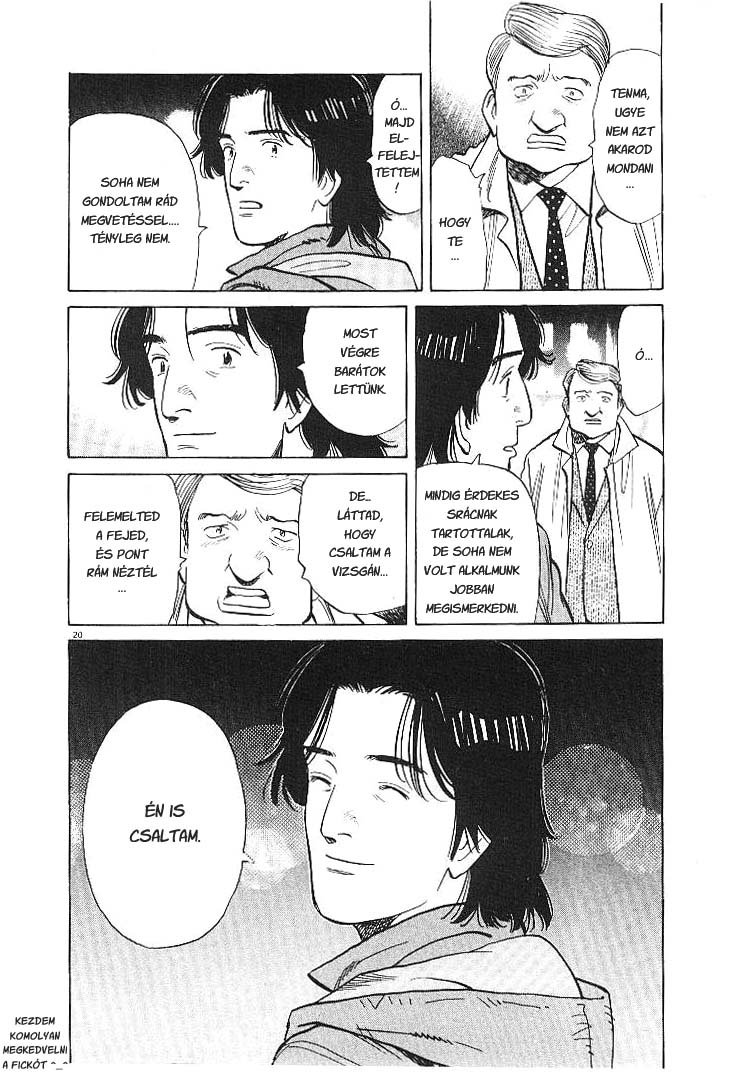 TENMA,
UGYE
NEM AZT
AKAROD
MONDANI
...
HOGY
TE
...
Ó...
MAJD
EL-
FELEJ-
TETTEM
!
SOHA NEM
GONDOLTAM RÁD
MEGVETÉSSEL....
TÉNYLEG NEM.
Ó...
MINDIG ÉRDEKES
SRÁCNAK
TARTOTTALAK,
DE SOHA NEM
VOLT ALKALMUNK
JOBBAN
MEGISMERKEDNI.
MOST
VÉGRE
BARÁTOK
LETTÜNK.
DE...
LÁTTAD,
HOGY
CSALTAM A
VIZSGÁN...
FELEMELTED
A FEJED,
ÉS PONT
RÁM NÉZTÉL
...
20
ÉN IS
CSALTAM.
KEZDEM
KOMOLYAN
MEGKEDVELNI
A FICKÓT ^_^